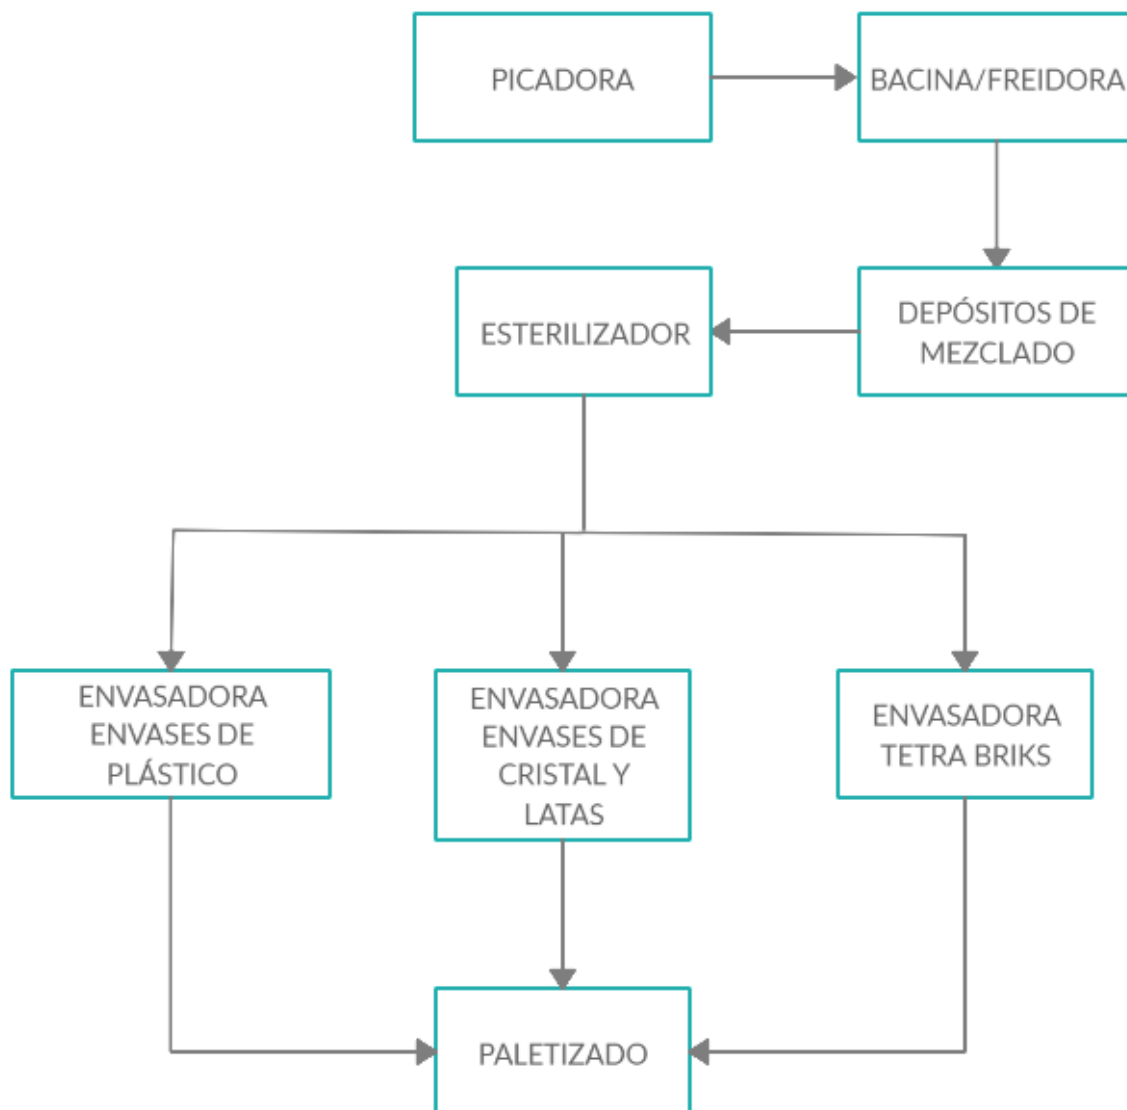 PICADORA
BACINA/FREIDORA
DEPÓSITOS DE
MEZCLADO
ESTERILIZADOR
ENVASADORA
ENVASES DE
PLÁSTICO
ENVASADORA
ENVASES DE
CRISTAL Y
LATAS
ENVASADORA
TETRA BRIKS
PALETIZADO